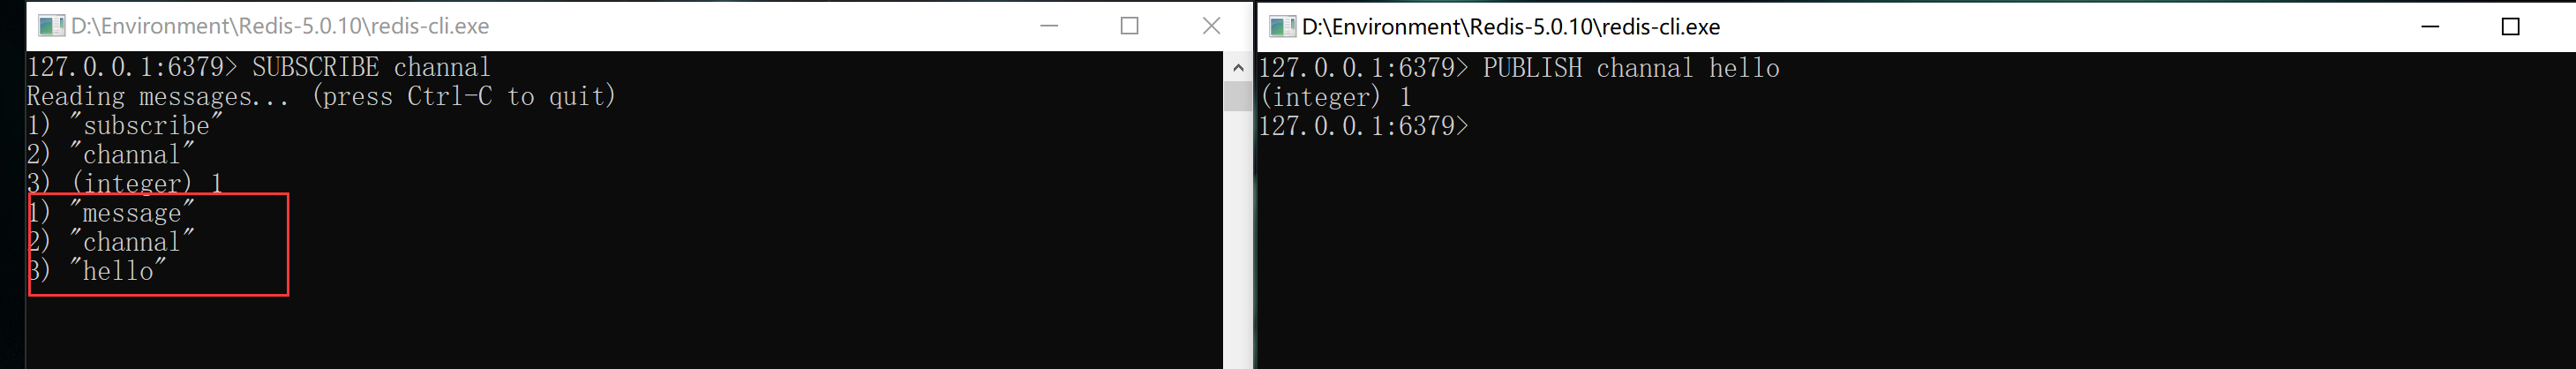 D:\Environment\Redis-5.0.10\redis-cli.exe
127.0.0.1:6379> SUBSCRIBE channal
Reading messages... (press Ctrl-C to quit)
1) "subscribe"
2) "channal"
3) (integer) 1
1) "message"
2) "channal"
3) "hello"
D:\Environment\Redis-5.0.10\redis-cli.exe
127.0.0.1:6379> PUBLISH channal hello
(integer) 1
127.0.0.1:6379>